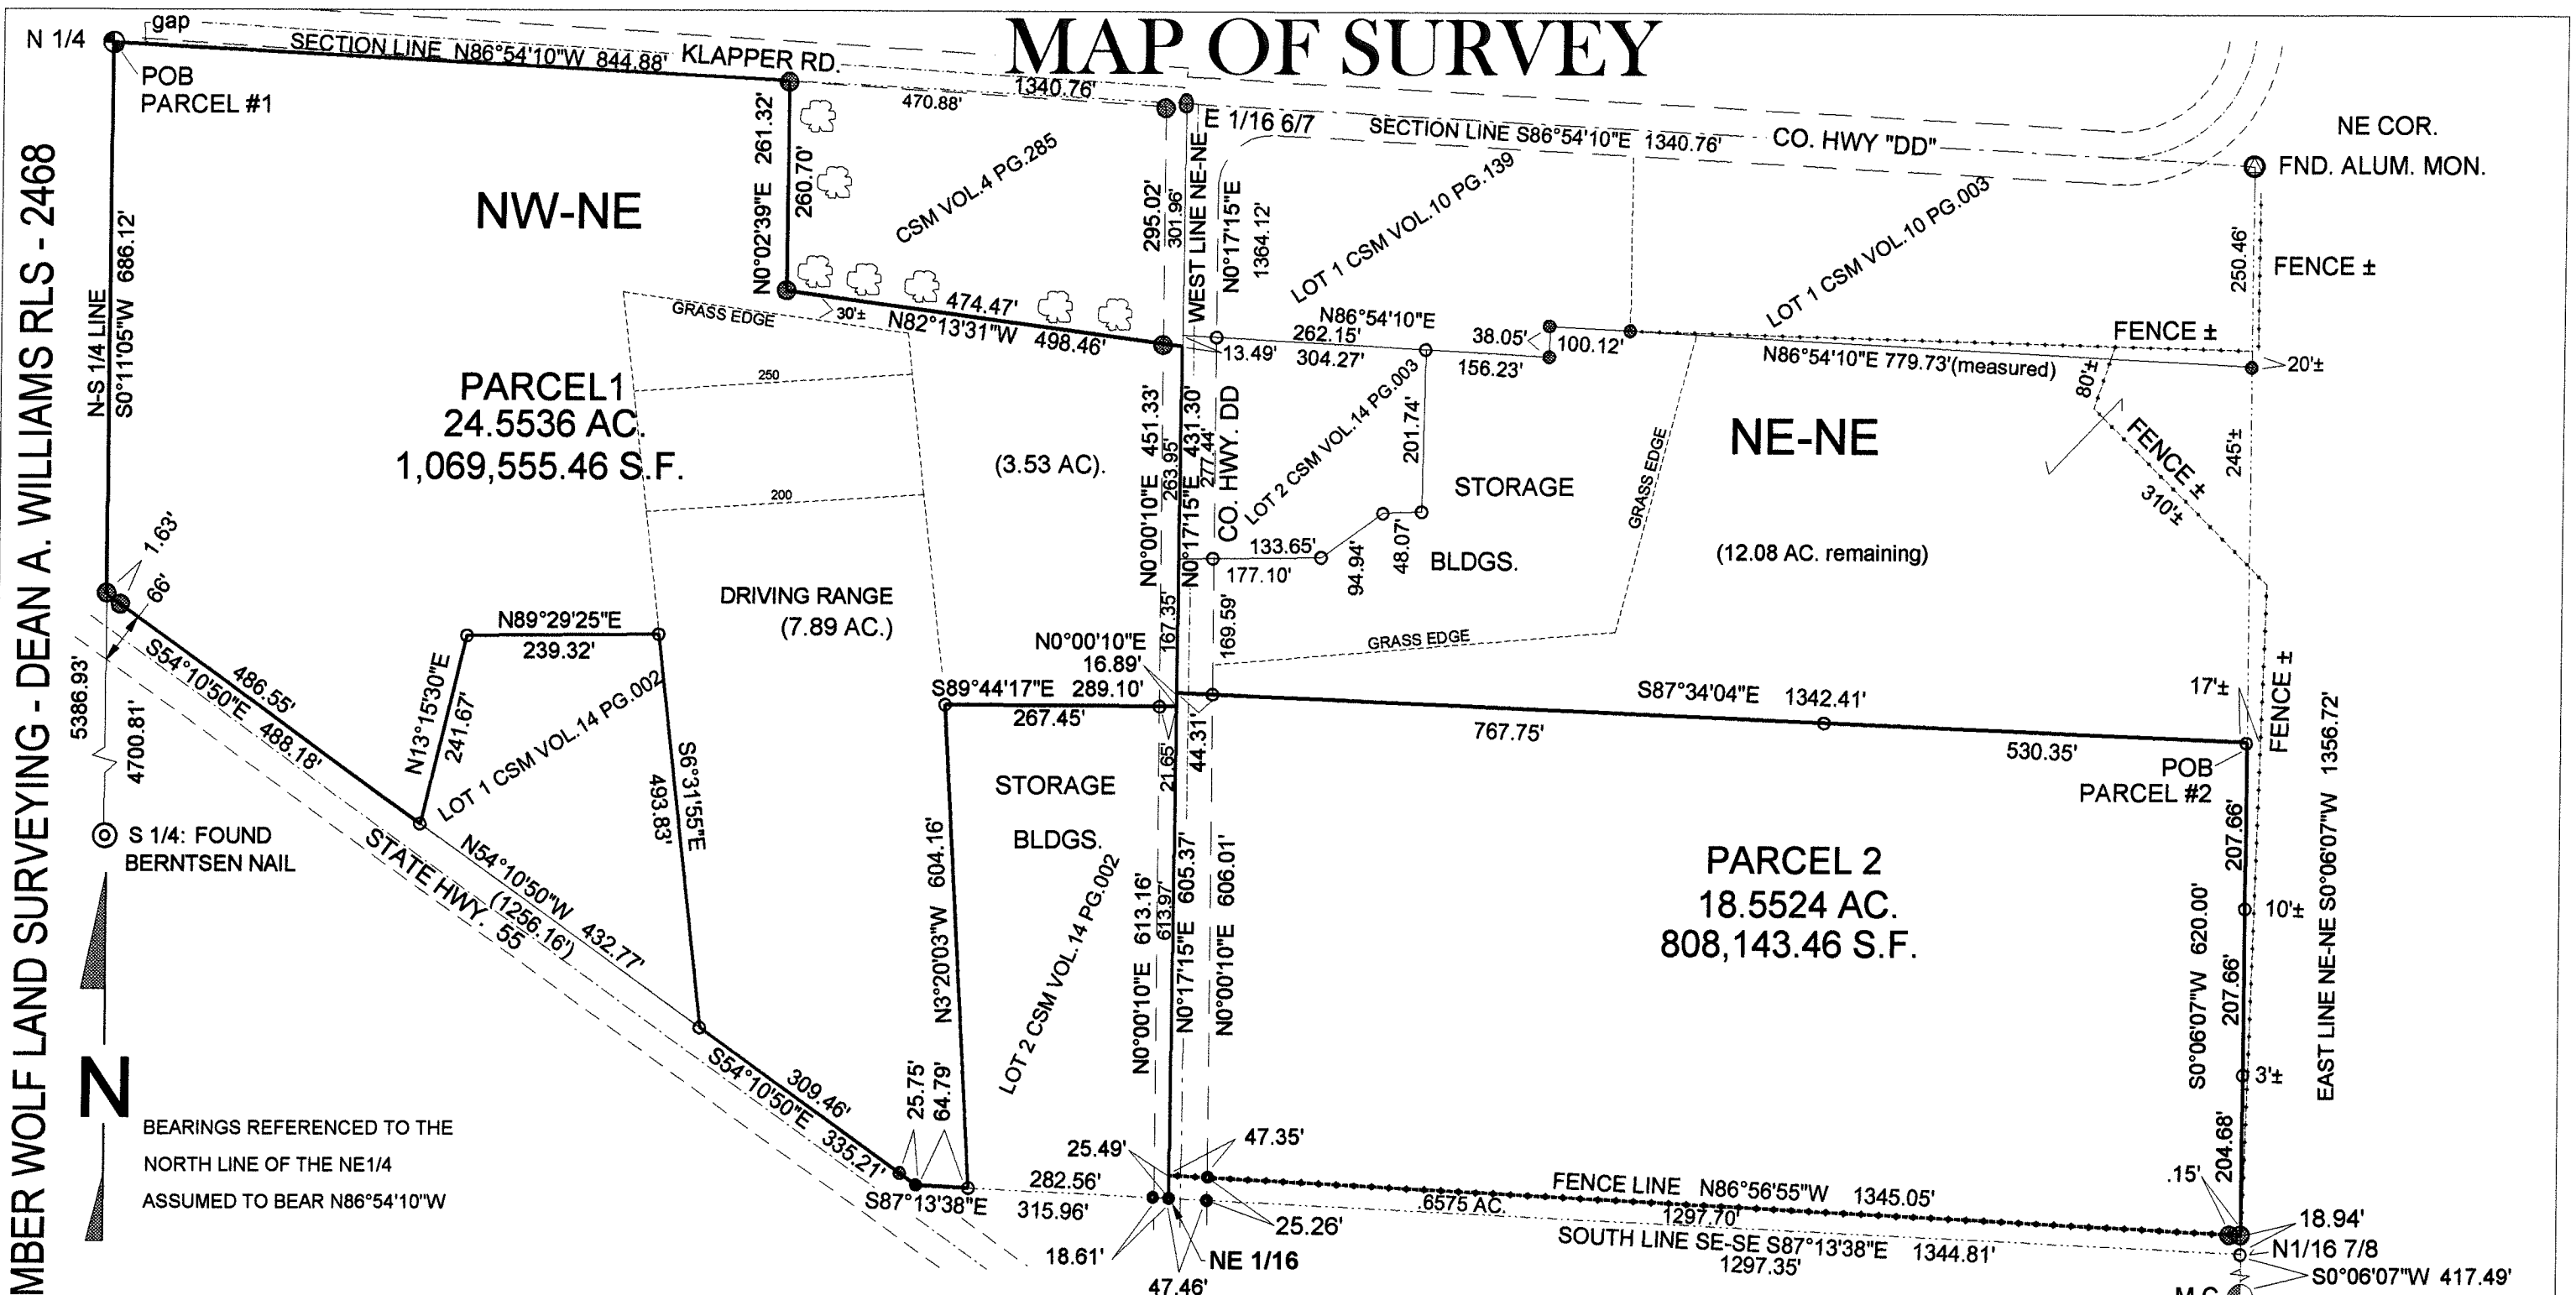 MAP OF SURVEY
N 1/4
gap
SECTION LINE N86°54'10"W 844.88'
KLAPPER RD.
1340.76'
470.88'
POB
PARCEL #1
E 1/16 6/7
SECTION LINE S86°54'10"E 1340.76'
CO. HWY "DD"
NE COR.
FND. ALUM. MON.
MBER WOLF LAND SURVEYING - DEAN A. WILLIAMS RLS - 2468
N-S 1/4 LINE
S0°11'05"W 686.12'
NW-NE
N0°02'39"E 261.32'
260.70'
CSM VOL.4 PG.285
295.02'
301.96'
WEST LINE NE-NE
N0°17'15"E
1364.12'
LOT 1 CSM VOL.10 PG.139
LOT 1 CSM VOL.10 PG.003
250.46'
FENCE ±
GRASS EDGE
30'±
474.47'
N82°13'31"W 498.46'
N86°54'10"E
262.15'
13.49'
304.27'
38.05'
100.12'
156.23'
FENCE ±
N86°54'10"E 779.73'(measured)
20'±
80'±
PARCEL1
24.5536 AC.
1,069,555.46 S.F.
250
200
(3.53 AC).
N0°00'10"E 451.33'
263.95'
N0°17'15"E 431.30'
277.44'
CO. HWY. DD
LOT 2 CSM VOL.14 PG.003
201.74'
NE-NE
STORAGE
BLDGS.
GRASS EDGE
FENCE ±
310'±
245'±
(12.08 AC. remaining)
133.65'
177.10'
94.94'
48.07'
1.63'
66'
DRIVING RANGE
(7.89 AC.)
N89°29'25"E
239.32'
167.35'
169.59'
N0°00'10"E
16.89'
GRASS EDGE
5386.93'
4700.81'
486.55'
S54°10'50"E 488.18'
N13°15'30"E
241.67'
LOT 1 CSM VOL.14 PG.002
S89°44'17"E 289.10'
267.45'
S87°34'04"E 1342.41'
767.75'
530.35'
17'±
FENCE ±
POB
PARCEL #2
S 1/4: FOUND
BERNTSEN NAIL
S6°31'55"E
493.83'
STORAGE
BLDGS.
21.65'
44.31'
STATE HWY. 55
N54°10'50"W 432.77'
(1256.16')
N3°20'03"W 604.16'
LOT 2 CSM VOL.14 PG.002
N0°00'10"E 613.16'
613.97'
N0°17'15"E 605.37'
N0°00'10"E 606.01'
PARCEL 2
18.5524 AC.
808,143.46 S.F.
207.66'
10'±
207.66'
S0°06'07"W 620.00'
3'±
204.68'
EAST LINE NE-NE S0°06'07"W 1356.72'
N
BEARINGS REFERENCED TO THE
NORTH LINE OF THE NE1/4
ASSUMED TO BEAR N86°54'10"W
309.46'
S54°10'50"E 335.21'
25.75'
64.79'
S87°13'38"E
282.56'
315.96'
25.49'
18.61'
47.35'
25.26'
NE 1/16
47.46'
FENCE LINE N86°56'55"W 1345.05'
.6575 AC.
1297.70'
SOUTH LINE SE-SE S87°13'38"E 1344.81'
1297.35'
.15'
18.94'
N1/16 7/8
S0°06'07"W 417.49'